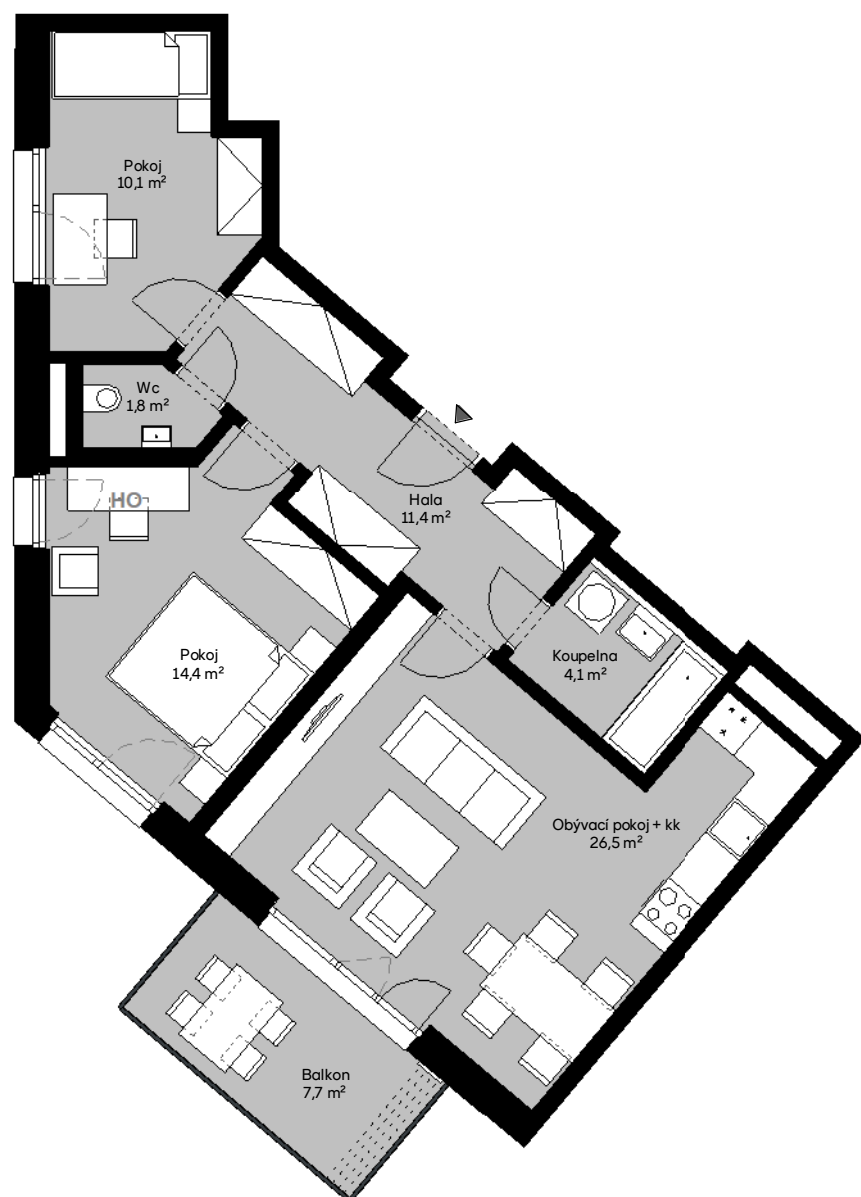 Pokoj
10,1 m²
Wc
1,8 m²
HO
Hala
11,4 m²
Pokoj
14,4 m²
Koupelna
4,1 m²
Obývací pokoj + kk
26,5 m²
Balkon
7,7 m²